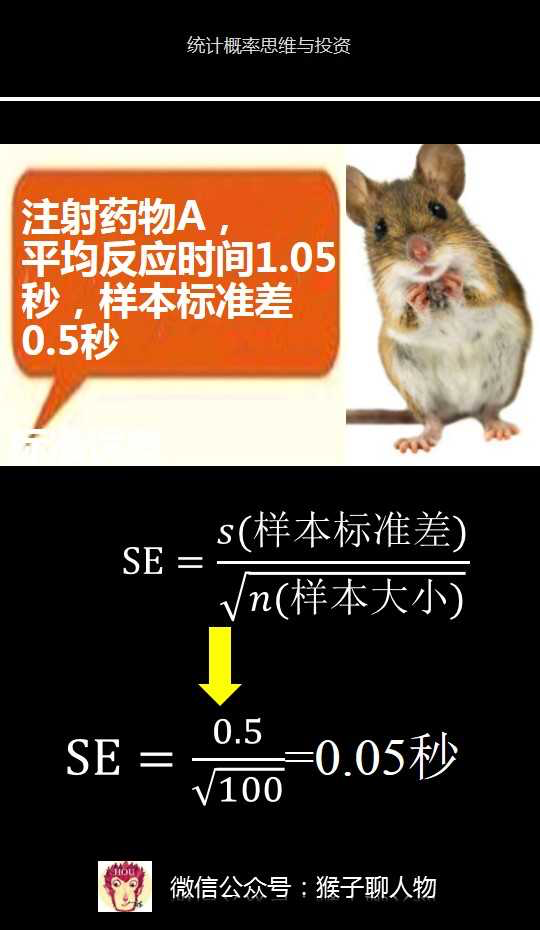 统计概率思维与投资
注射药物A，
平均反应时间1.05
秒，样本标准差
0.5秒
SE = s(样本标准差) / √n(样本大小)
SE = 0.5 / √100 =0.05秒
HOU
微信公众号：猴子聊人物